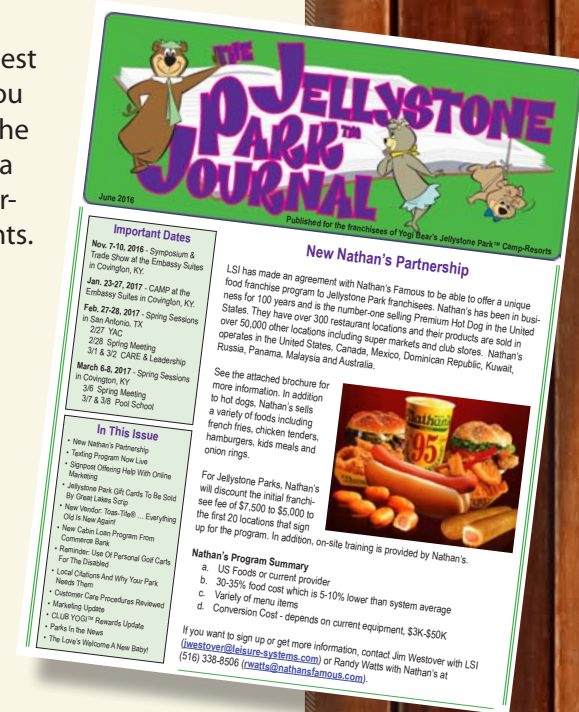 est
ou
he
a
r-
nts.
THE
JELLYSTONE
PARK™
JOURNAL
June 2016
Published for the franchisees of Yogi Bear's Jellystone Park™ Camp-Resorts
Important Dates
Nov. 7-10, 2016 - Symposium &
Trade Show at the Embassy Suites
in Covington, KY.
Jan. 23-27, 2017 - CAMP at the
Embassy Suites in Covington, KY.
Feb. 27-28, 2017 - Spring Sessions
in San Antonio, TX
2/27 YAC
2/28 Spring Meeting
3/1 & 3/2 CARE & Leadership
March 6-8, 2017 - Spring Sessions
in Covington, KY
3/6 Spring Meeting
3/7 & 3/8 Pool School
In This Issue
• New Nathan's Partnership
• Texting Program Now Live
• Signpost Offering Help With Online
Marketing
• Jellystone Park Gift Cards To Be Sold
By Great Lakes Scrip
• New Vendor: Toas-Tite® … Everything
Old Is New Again!
• New Cabin Loan Program From
Commerce Bank
• Reminder: Use Of Personal Golf Carts
For The Disabled
• Local Citations And Why Your Park
Needs Them
• Customer Care Procedures Reviewed
• Marketing Update
• CLUB YOGI™ Rewards Update
• Parks In the News
• The Love's Welcome A New Baby!
New Nathan's Partnership
LSI has made an agreement with Nathan's Famous to be able to offer a unique
food franchise program to Jellystone Park franchisees. Nathan's has been in busi-
ness for 100 years and is the number-one selling Premium Hot Dog in the United
States. They have over 300 restaurant locations and their products are sold in
over 50,000 other locations including super markets and club stores. Nathan's
operates in the United States, Canada, Mexico, Dominican Republic, Kuwait,
Russia, Panama, Malaysia and Australia.
See the attached brochure for
more information. In addition
to hot dogs, Nathan's sells
a variety of foods including
french fries, chicken tenders,
hamburgers, kids meals and
onion rings.
Nathan's
95
For Jellystone Parks, Nathan's
will discount the initial franchi-
see fee of $7,500 to $5,000 to
the first 20 locations that sign
up for the program. In addition, on-site training is provided by Nathan's.
Nathan's Program Summary
a. US Foods or current provider
b. 30-35% food cost which is 5-10% lower than system average
c. Variety of menu items
d. Conversion Cost - depends on current equipment, $3K-$50K
If you want to sign up or get more information, contact Jim Westover with LSI
(jwestover@leisure-systems.com) or Randy Watts with Nathan's at
(516) 338-8506 (rwatts@nathansfamous.com).